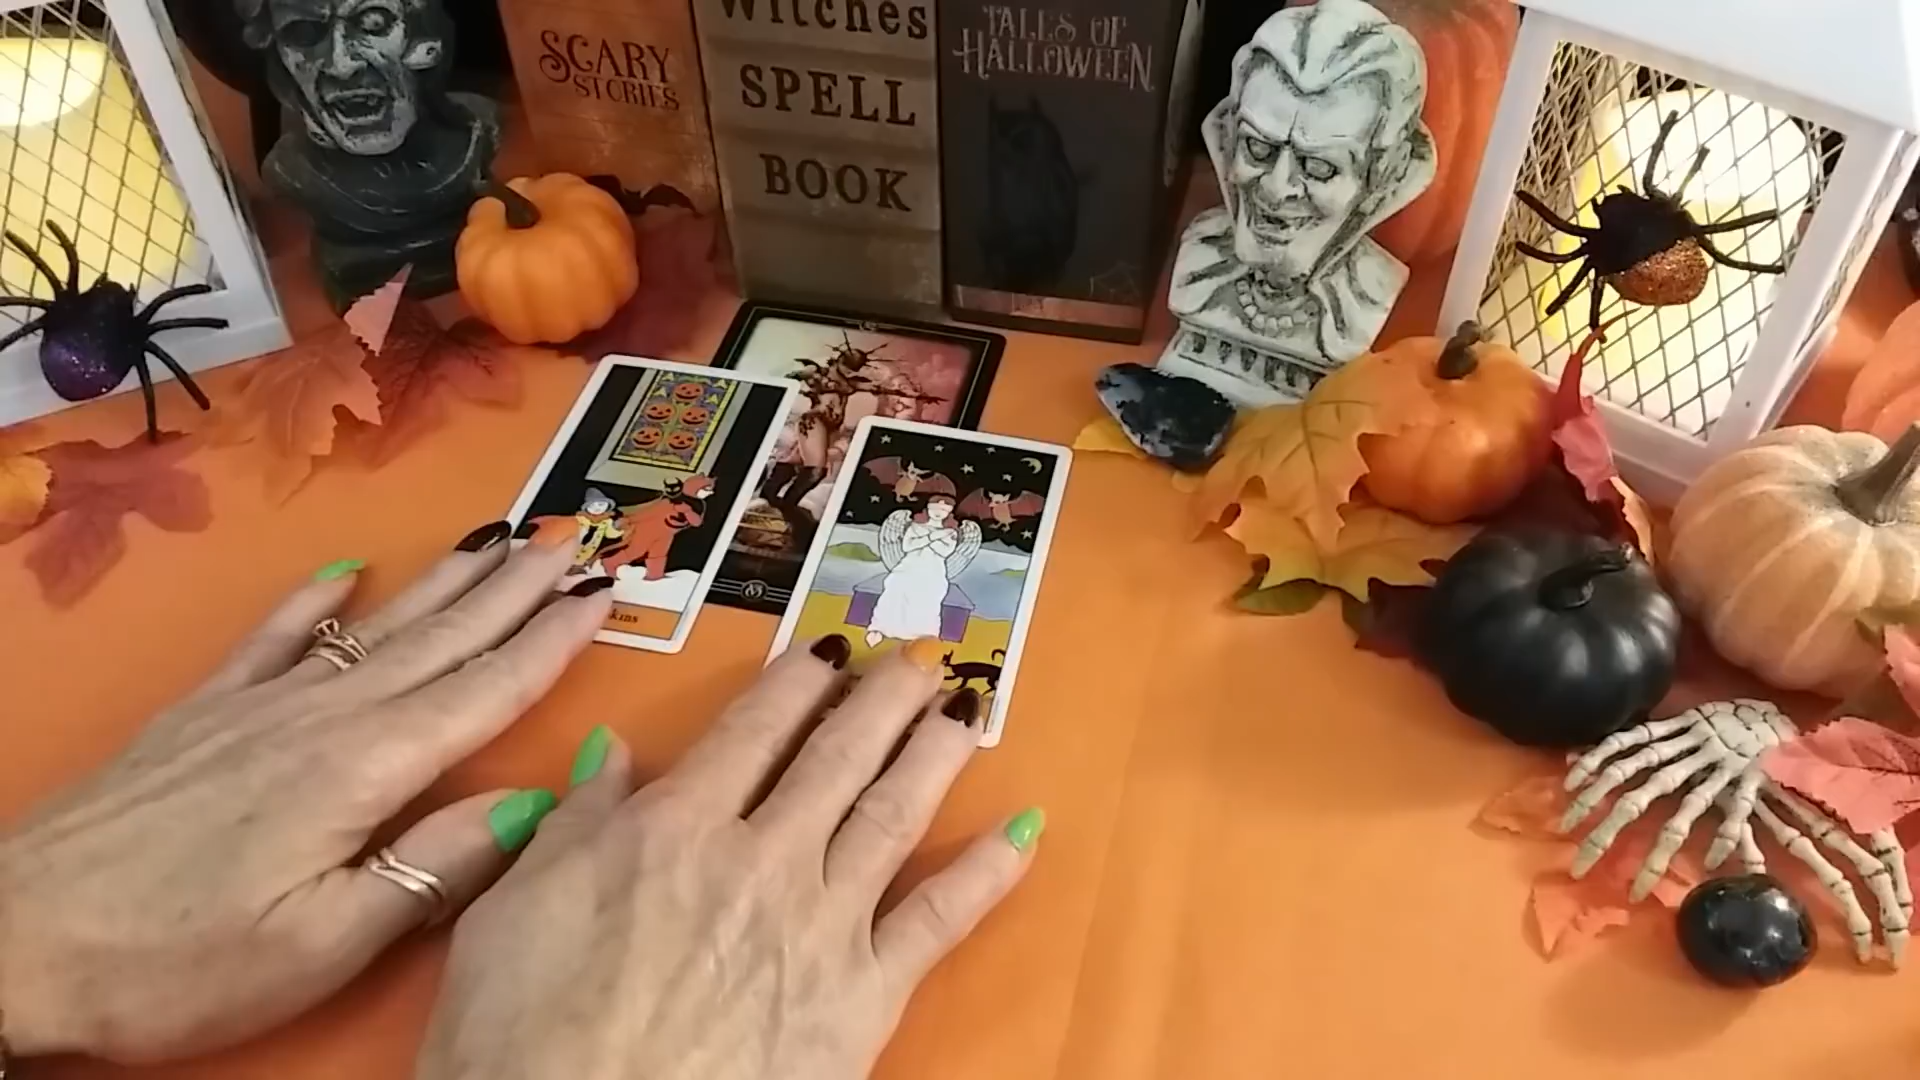 SCARY
STORIES
Witches
SPELL
BOOK
TALES OF
HALLOWEEN